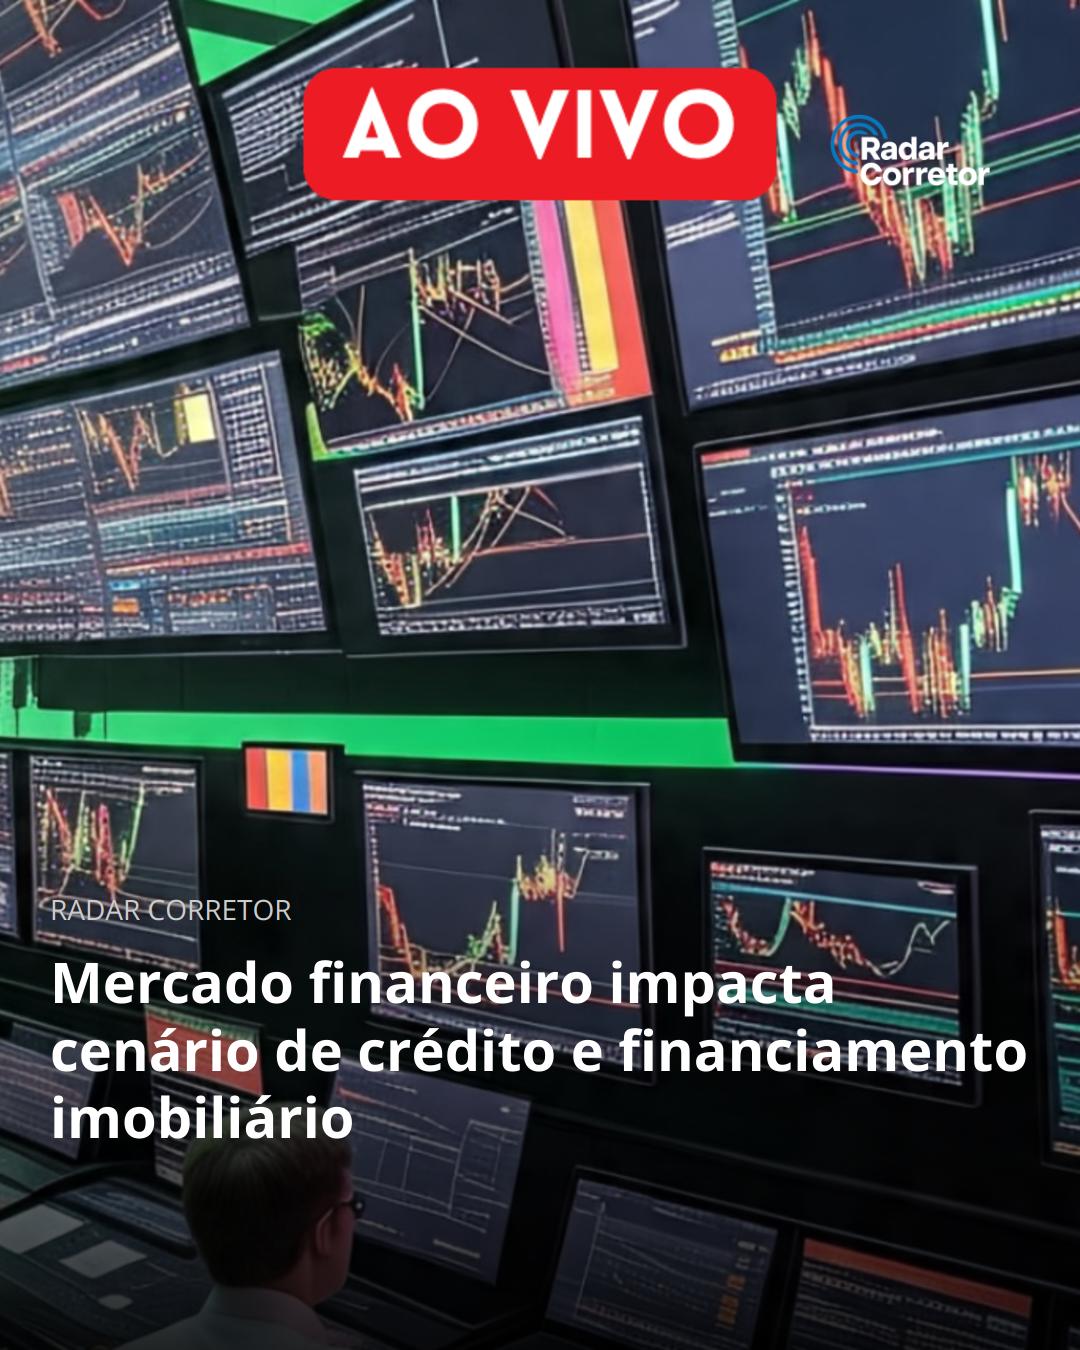 AO VIVO
Radar
Corretor
RADAR CORRETOR
Mercado financeiro impacta
cenário de crédito e financiamento
imobiliário